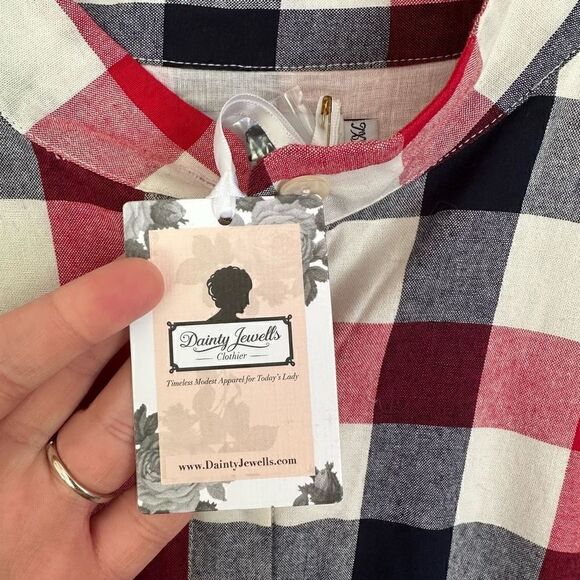 Dainty Jewells
Clothier
Timeless Modest Apparel for Today's Lady
www.DaintyJewells.com